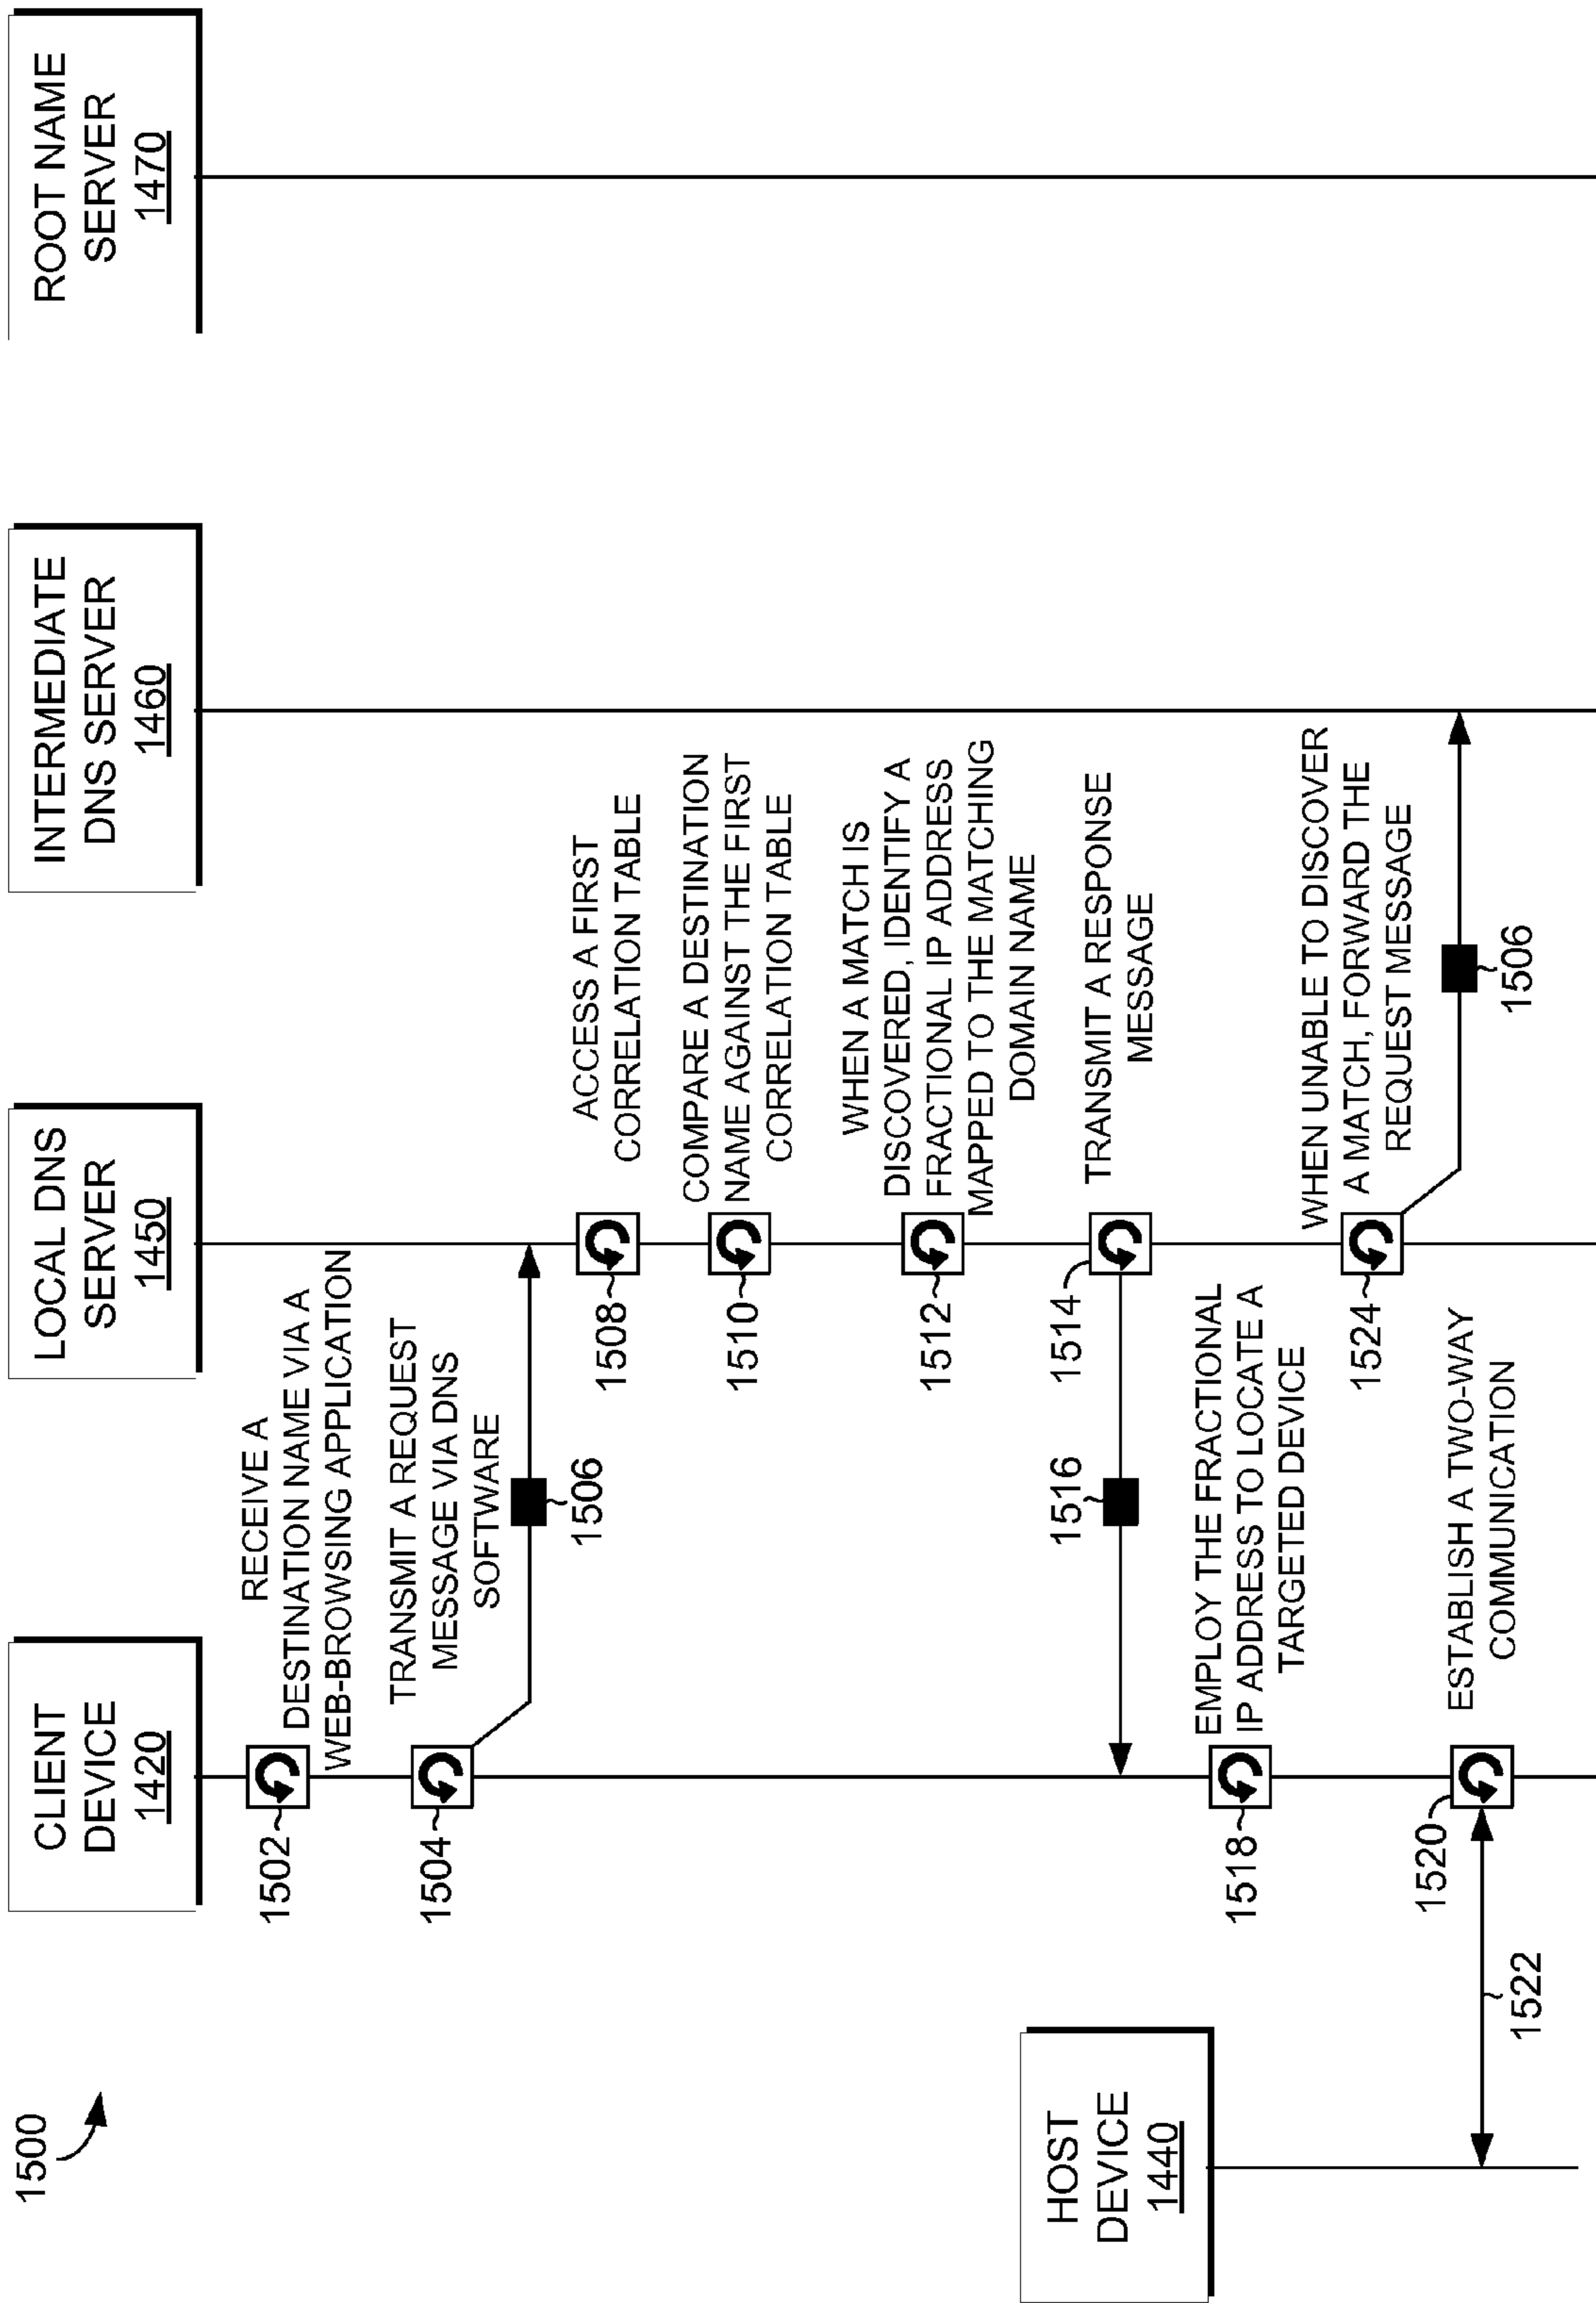 1500
CLIENT
DEVICE
1420
LOCAL DNS
SERVER
1450
INTERMEDIATE
DNS SERVER
1460
ROOT NAME
SERVER
1470
1502
RECEIVE A
DESTINATION NAME VIA A
WEB-BROWSING APPLICATION
1504
TRANSMIT A REQUEST
MESSAGE VIA DNS
SOFTWARE
1506
1508
ACCESS A FIRST
CORRELATION TABLE
1510
COMPARE A DESTINATION
NAME AGAINST THE FIRST
CORRELATION TABLE
1512
WHEN A MATCH IS
DISCOVERED, IDENTIFY A
FRACTIONAL IP ADDRESS
MAPPED TO THE MATCHING
DOMAIN NAME
1514
TRANSMIT A RESPONSE
MESSAGE
1516
HOST
DEVICE
1440
1518
EMPLOY THE FRACTIONAL
IP ADDRESS TO LOCATE A
TARGETED DEVICE
1524
WHEN UNABLE TO DISCOVER
A MATCH, FORWARD THE
REQUEST MESSAGE
1506
1520
ESTABLISH A TWO-WAY
COMMUNICATION
1522